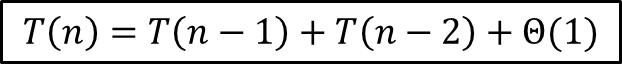 T(n) = T(n − 1) + T(n − 2) + Θ(1)